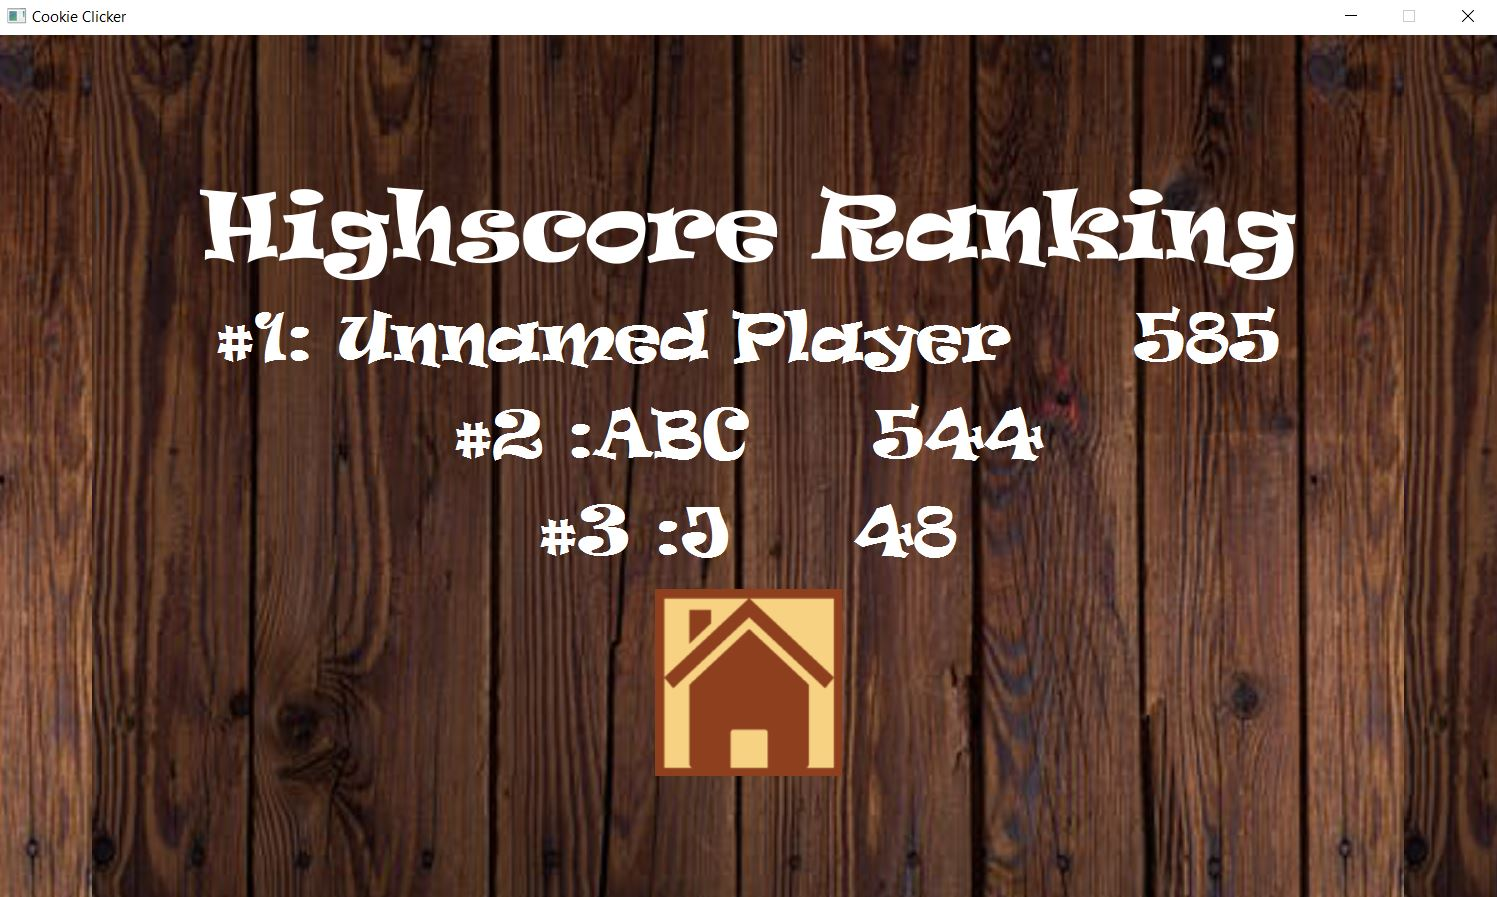 Cookie Clicker
Highscore Ranking
#1: Unnamed Player 585
#2 :ABC 544
#3 :J 48